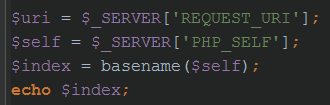 $uri = $_SERVER['REQUEST_URI'];
$self = $_SERVER['PHP_SELF'];
$index = basename($self);
echo $index;